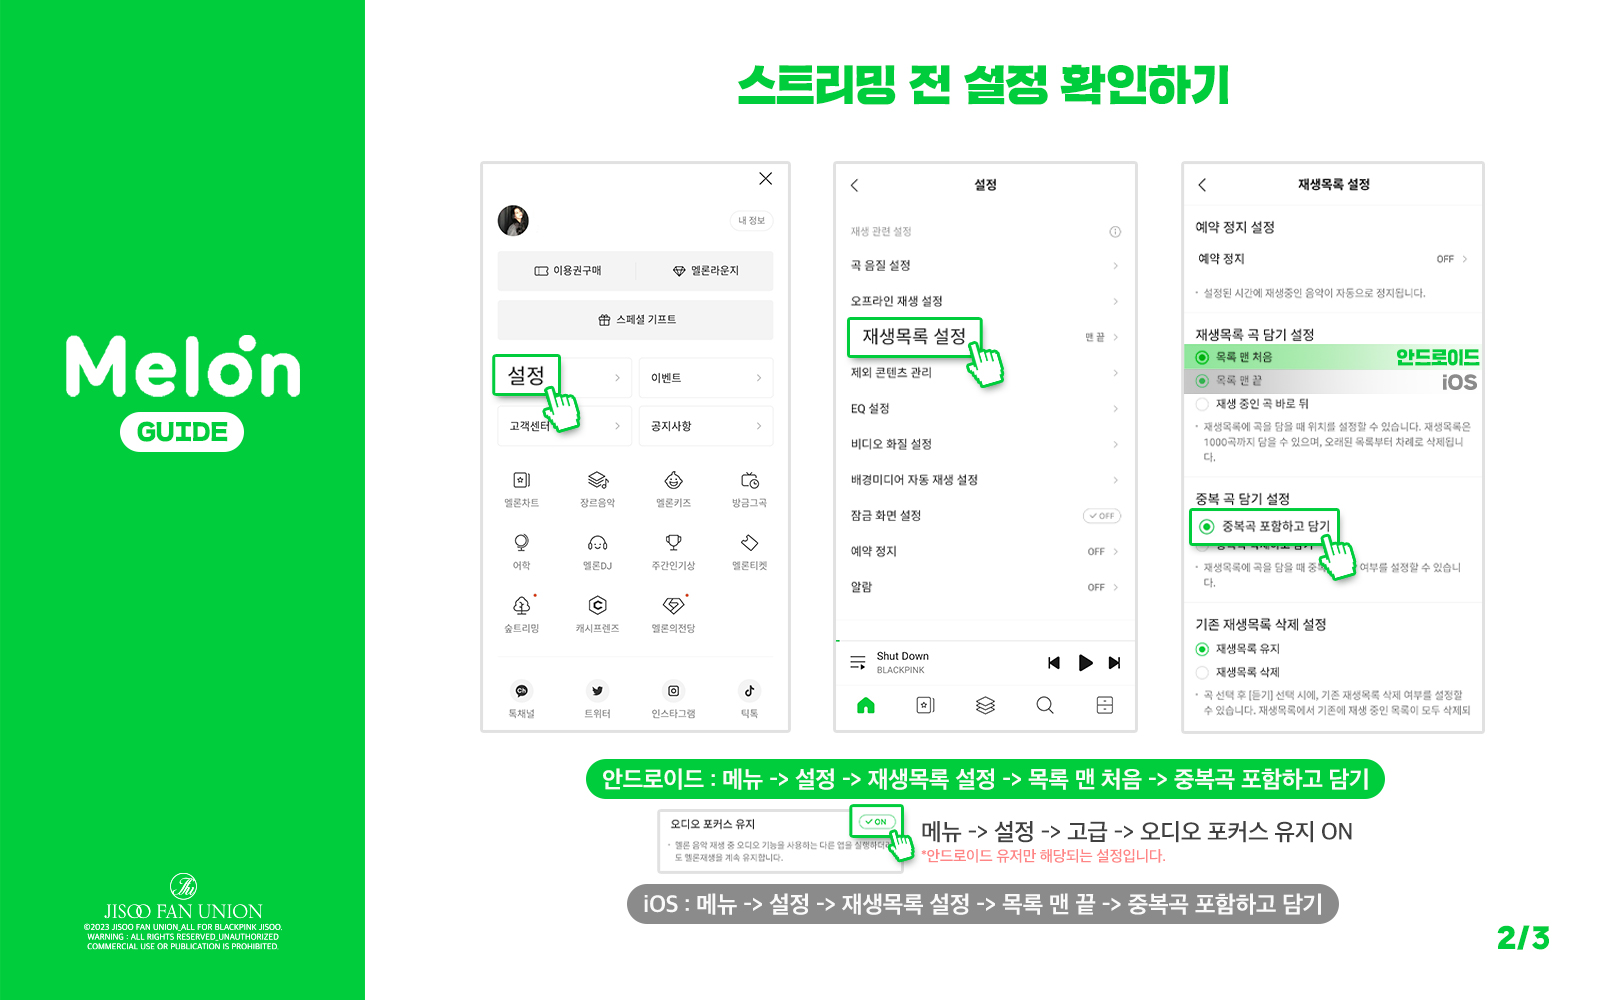 스트리밍 전 설정 확인하기
Melon
GUIDE
JISOO FAN UNION
©2023 JISOO FAN UNION_ALL FOR BLACKPINK JISOO.
WARNING : ALL RIGHTS RESERVED_UNAUTHORIZED
COMMERCIAL USE OR PUBLICATION IS PROHIBITED.
내 정보
이용권구매
멜론라운지
스페셜 기프트
설정
이벤트
고객센터
공지사항
멜론차트
장르음악
멜론키즈
방금그곡
어학
멜론DJ
주간인기상
멜론티켓
숲트리밍
캐시프렌즈
멜론의전당
톡채널
트위터
인스타그램
틱톡
설정
재생 관련 설정
곡 음질 설정
오프라인 재생 설정
재생목록 설정
맨 끝
제외 콘텐츠 관리
EQ 설정
비디오 화질 설정
배경미디어 자동 재생 설정
잠금 화면 설정
OFF
예약 정지
OFF
알람
OFF
Shut Down
BLACKPINK
재생목록 설정
예약 정지 설정
예약 정지
OFF
· 설정된 시간에 재생중인 음악이 자동으로 정지됩니다.
재생목록 곡 담기 설정
목록 맨 처음
안드로이드
목록 맨 끝
iOS
재생 중인 곡 바로 뒤
· 재생목록에 곡을 담을 때 위치를 설정할 수 있습니다. 재생목록은
1000곡까지 담을 수 있으며, 오래된 목록부터 차례로 삭제됩니
다.
중복 곡 담기 설정
중복곡 포함하고 담기
· 재생목록에 곡을 담을 때 중복 여부를 설정할 수 있습니
다.
기존 재생목록 삭제 설정
재생목록 유지
재생목록 삭제
· 곡 선택 후 [듣기] 선택 시에, 기존 재생목록 삭제 여부를 설정할
수 있습니다. 재생목록에서 기존에 재생 중인 목록이 모두 삭제되
안드로이드 : 메뉴 -> 설정 -> 재생목록 설정 -> 목록 맨 처음 -> 중복곡 포함하고 담기
오디오 포커스 유지
ON
· 멜론 음악 재생 중 오디오 기능을 사용하는 다른 앱을 실행하더라
도 멜론재생을 계속 유지합니다.
메뉴 -> 설정 -> 고급 -> 오디오 포커스 유지 ON
*안드로이드 유저만 해당되는 설정입니다.
iOS : 메뉴 -> 설정 -> 재생목록 설정 -> 목록 맨 끝 -> 중복곡 포함하고 담기
2/3